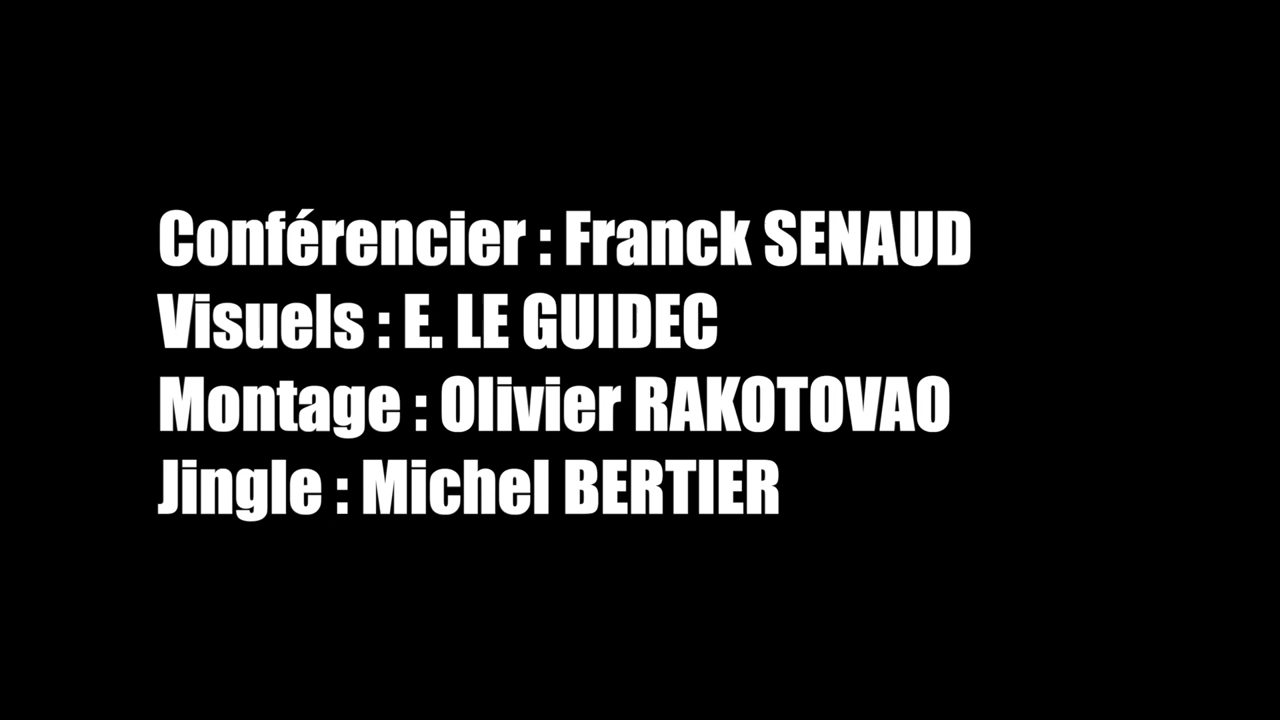 Conférencier : Franck SENAUD
Visuels : E. LE GUIDEC
Montage : Olivier RAKOTOVAO
Jingle : Michel BERTIER